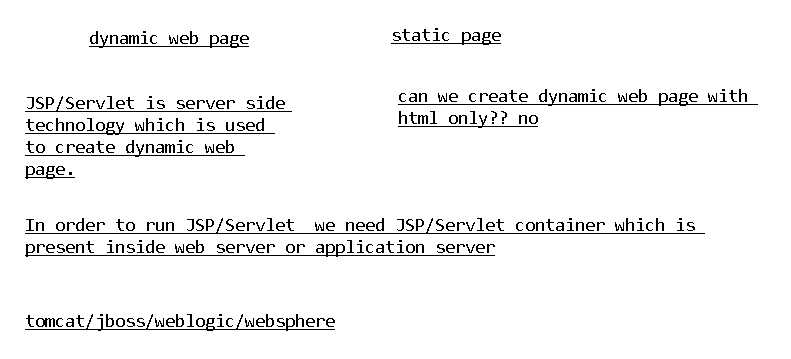 dynamic web page
static page
JSP/Servlet is server side
technology which is used
to create dynamic web
page.
can we create dynamic web page with
html only?? no
In order to run JSP/Servlet  we need JSP/Servlet container which is
present inside web server or application server
tomcat/jboss/weblogic/websphere